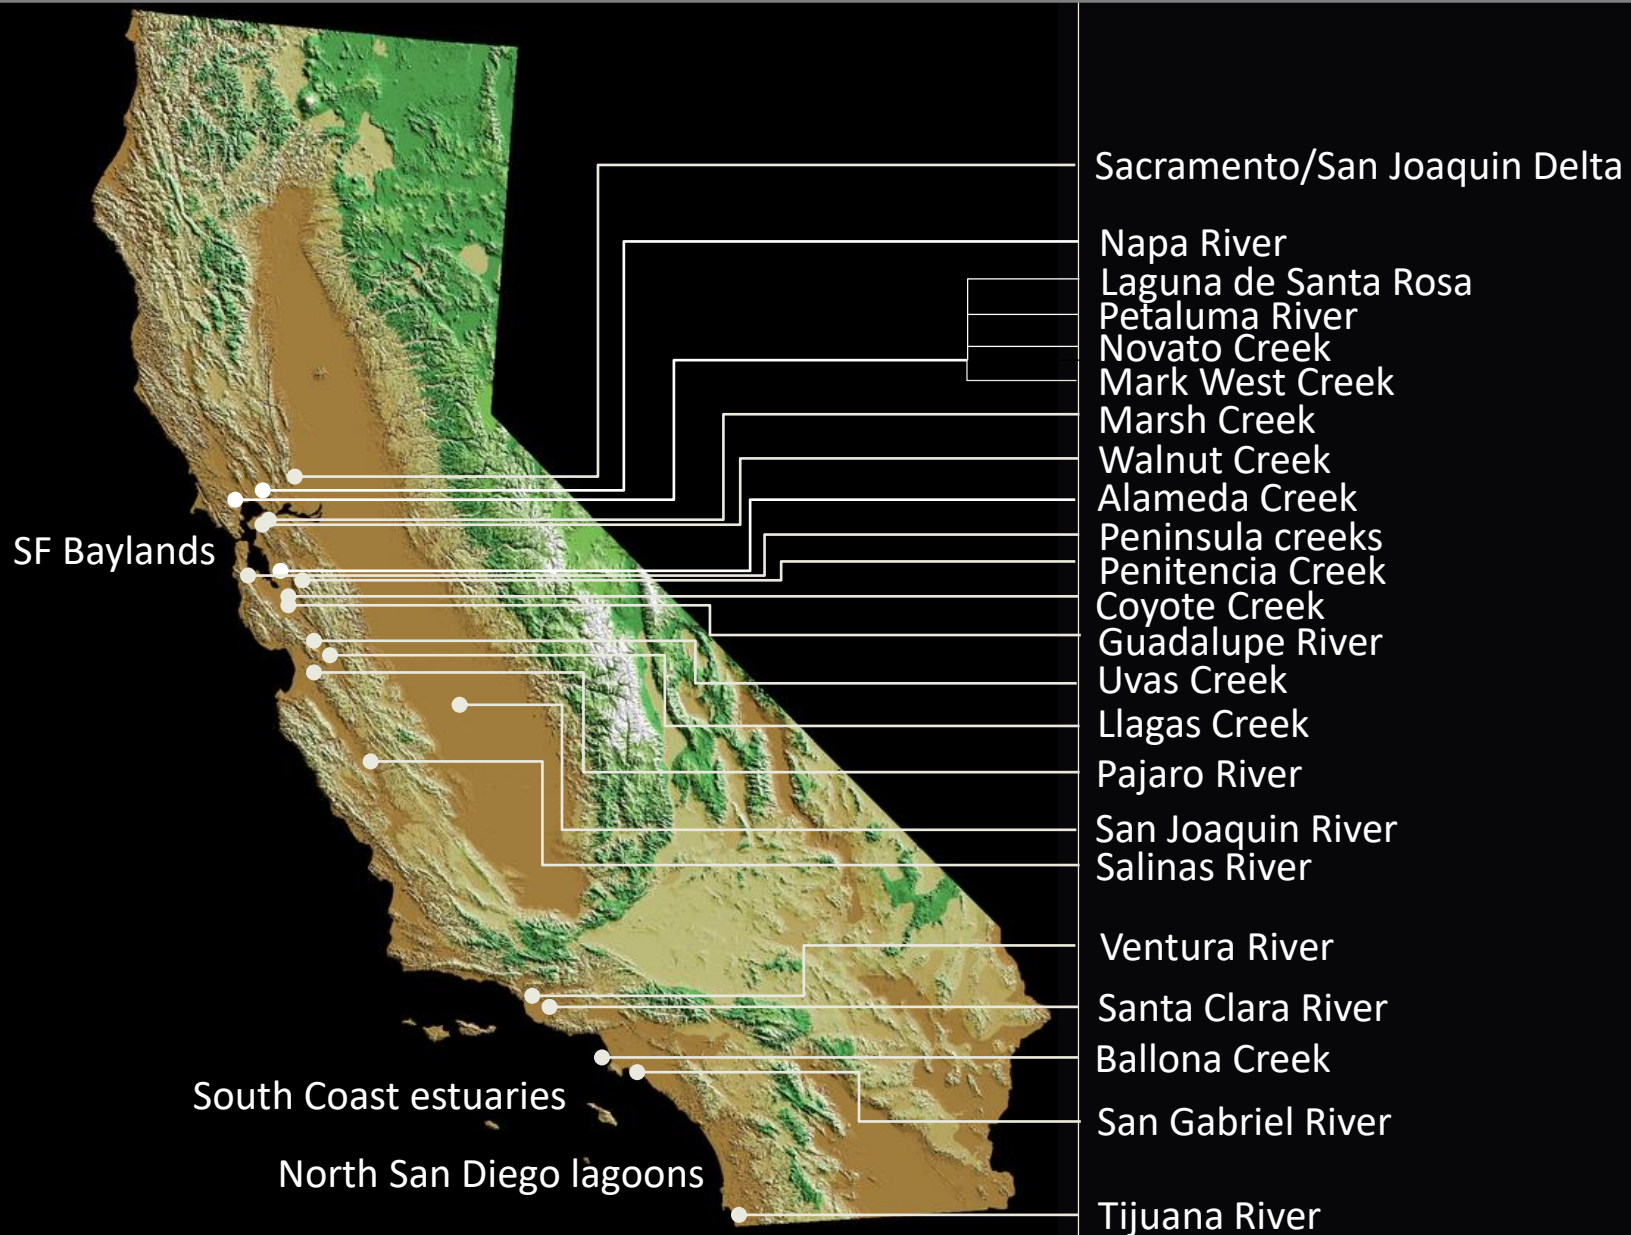 Sacramento/San Joaquin Delta
Napa River
Laguna de Santa Rosa
Petaluma River
Novato Creek
Mark West Creek
Marsh Creek
Walnut Creek
Alameda Creek
Peninsula creeks
SF Baylands
Penitencia Creek
Coyote Creek
Guadalupe River
Uvas Creek
Llagas Creek
Pajaro River
San Joaquin River
Salinas River
Ventura River
Santa Clara River
Ballona Creek
South Coast estuaries
San Gabriel River
North San Diego lagoons
Tijuana River